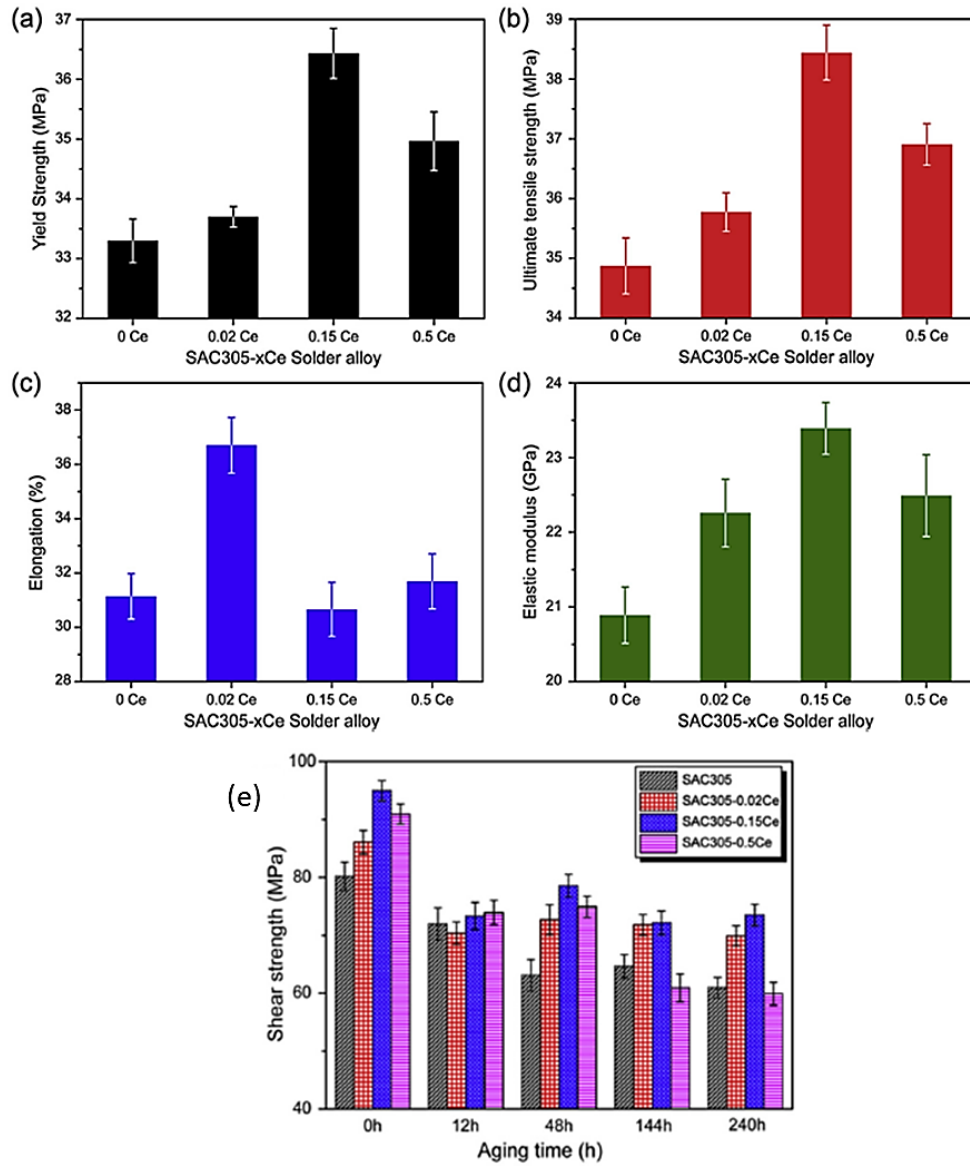 (a)
37
36
35
34
33
32
Yield Strength (MPa)
0 Ce 0.02 Ce 0.15 Ce 0.5 Ce
SAC305-xCe Solder alloy
(b)
39
38
37
36
35
34
Ultimate tensile strength (MPa)
0 Ce 0.02 Ce 0.15 Ce 0.5 Ce
SAC305-xCe Solder alloy
(c)
38
36
34
32
30
28
Elongation (%)
0 Ce 0.02 Ce 0.15 Ce 0.5 Ce
SAC305-xCe Solder alloy
(d)
24
23
22
21
20
Elastic modulus (GPa)
0 Ce 0.02 Ce 0.15 Ce 0.5 Ce
SAC305-xCe Solder alloy
(e)
100
80
60
40
Shear strength (MPa)
SAC305
SAC305-0.02Ce
SAC305-0.15Ce
SAC305-0.5Ce
0h 12h 48h 144h 240h
Aging time (h)